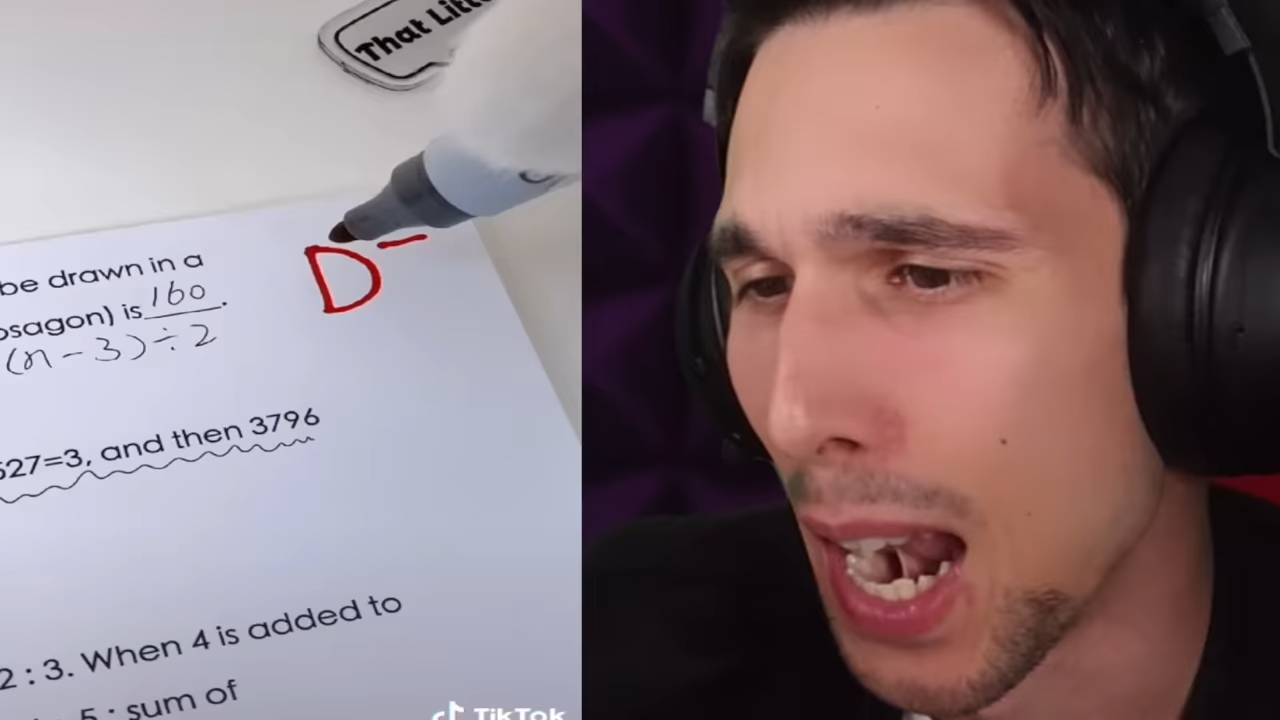 That Litt
D-
be drawn in a
osagon) is 160.
(n-3)÷2
527=3, and then 3796
2:3. When 4 is added to
5: sum of
TikTok